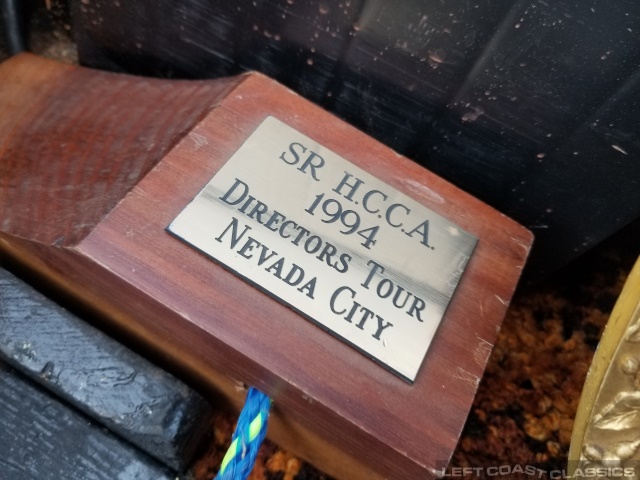 SR H.C.C.A.
1994
DIRECTORS TOUR
NEVADA CITY
LEFT COAST CLASSICS